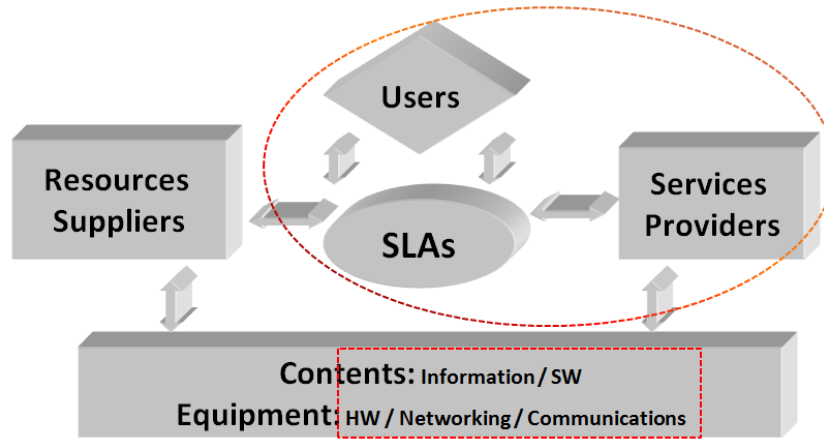 Users
Resources
Suppliers
SLAs
Services
Providers
Contents: Information / SW
Equipment: HW / Networking / Communications